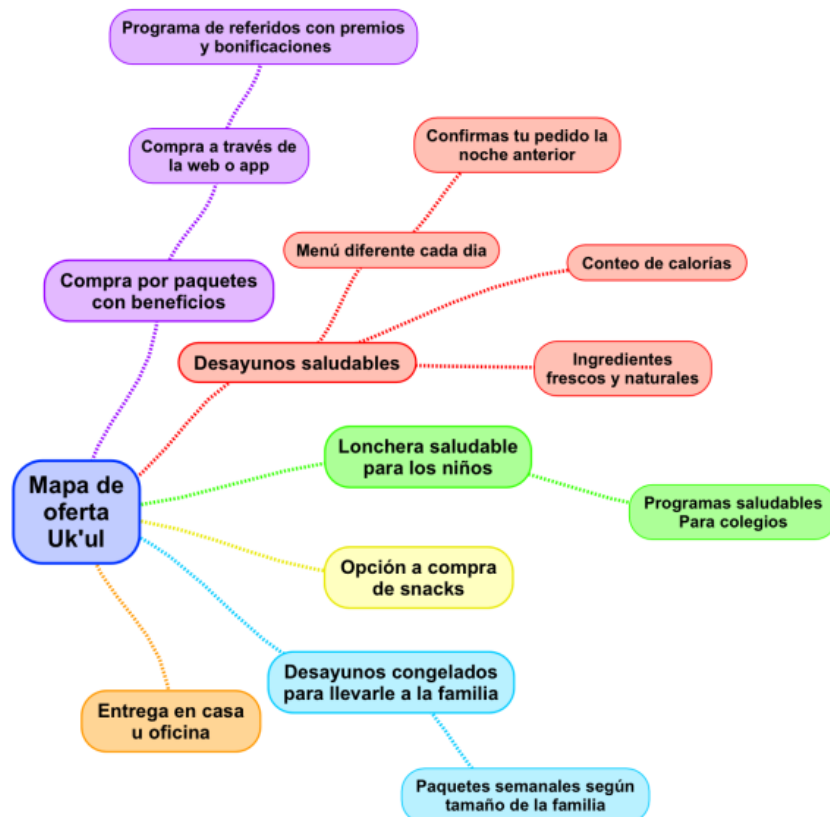 Programa de referidos con premios
y bonificaciones
Compra a través de
la web o app
Confirmas tu pedido la
noche anterior
Menú diferente cada dia
Conteo de calorías
Compra por paquetes
con beneficios
Desayunos saludables
Ingredientes
frescos y naturales
Lonchera saludable
para los niños
Mapa de
oferta
Uk'ul
Programas saludables
Para colegios
Opción a compra
de snacks
Desayunos congelados
para llevarle a la familia
Entrega en casa
u oficina
Paquetes semanales según
tamaño de la familia